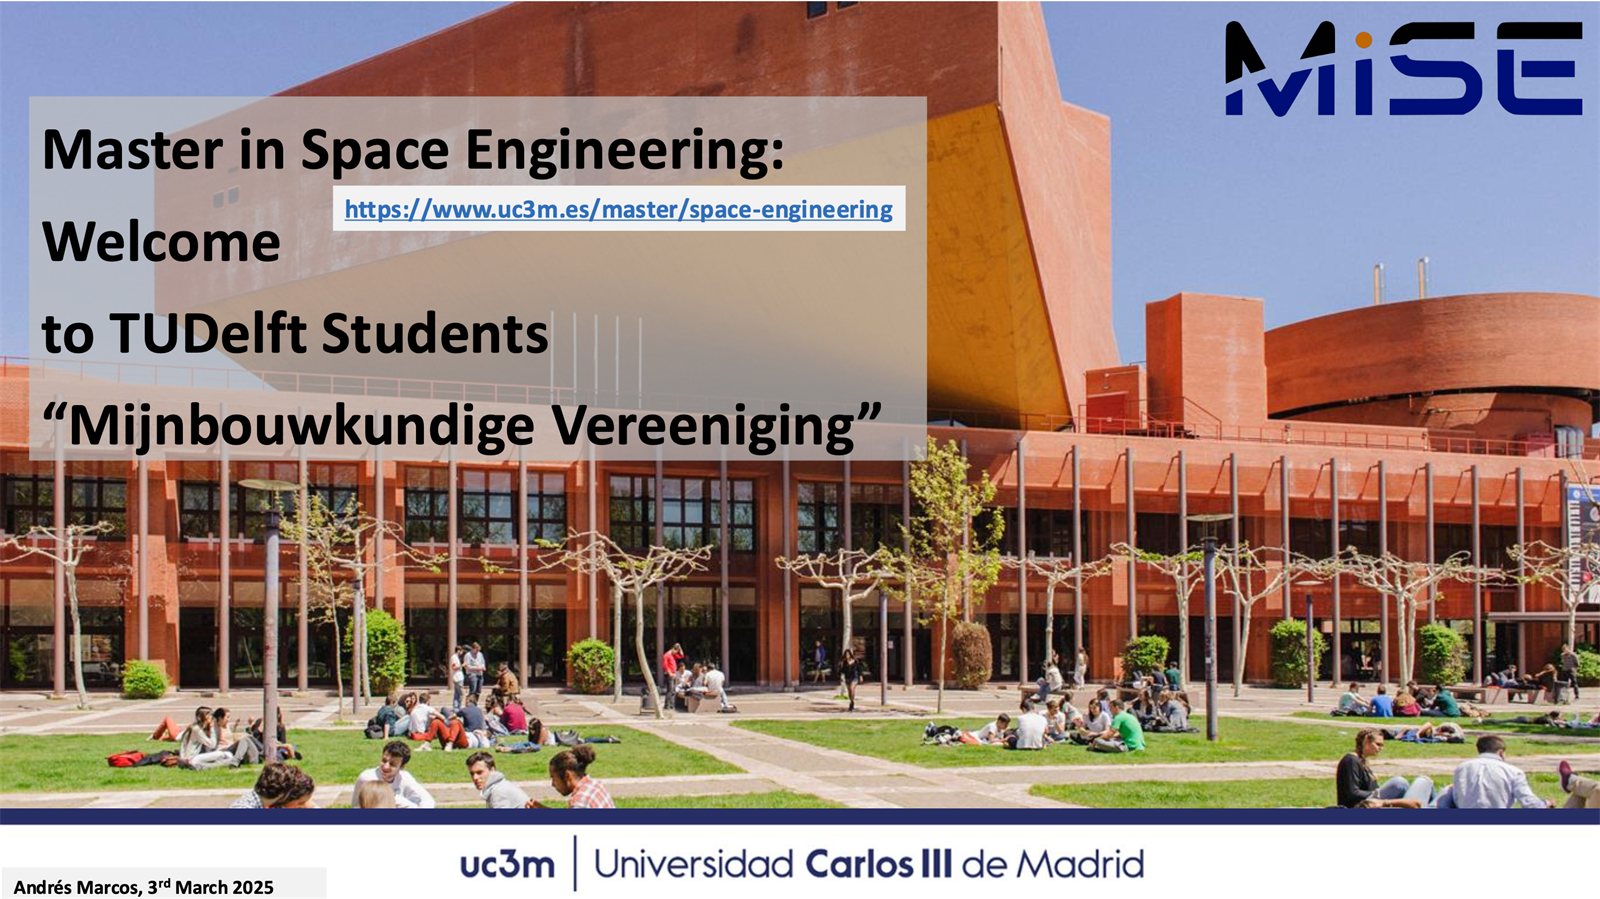 MiSE
Master in Space Engineering:
https://www.uc3m.es/master/space-engineering
Welcome
to TUDelft Students
“Mijnbouwkundige Vereeniging”
uc3m | Universidad Carlos III de Madrid
Andrés Marcos, 3rd March 2025